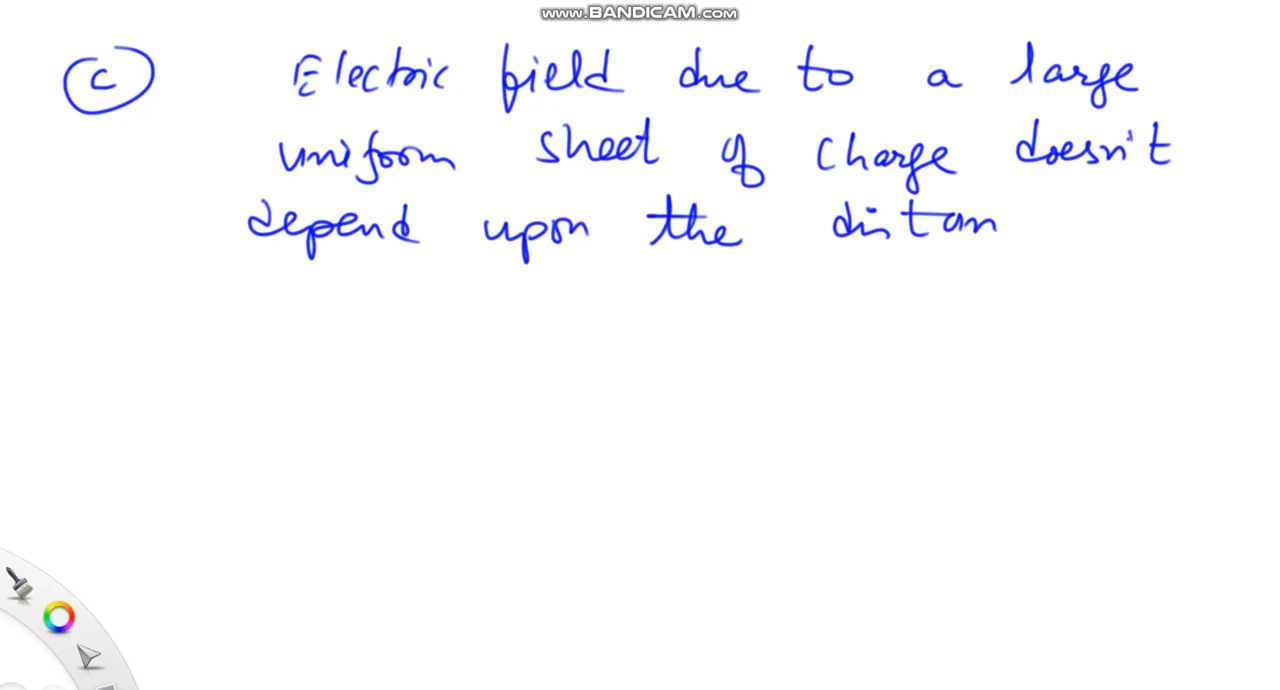 www.BANDICAM.com
c Electric field due to a large
uniform sheet of charge doesn't
depend upon the distan